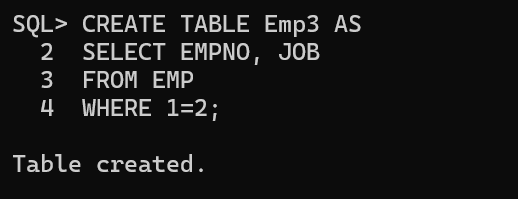 SQL> CREATE TABLE Emp3 AS
  2  SELECT EMPNO, JOB
  3  FROM EMP
  4  WHERE 1=2;

Table created.